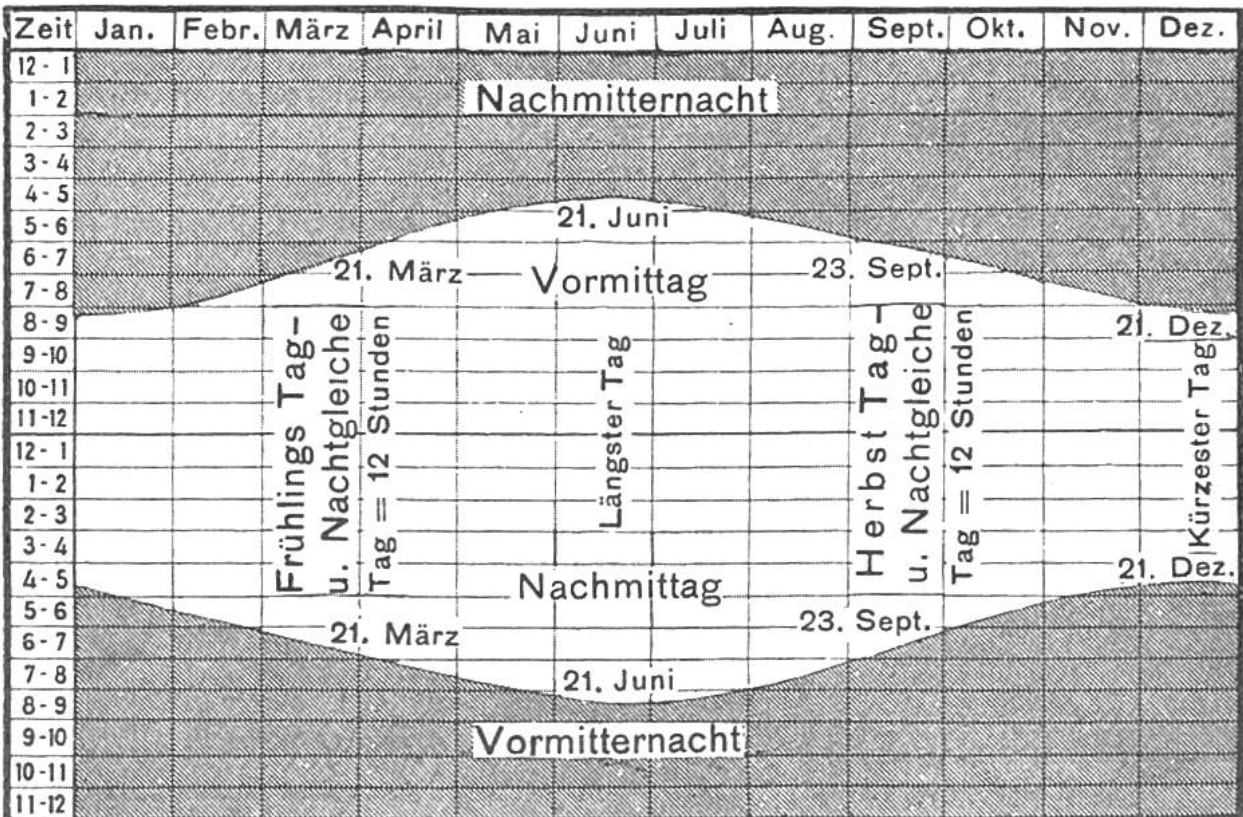 Zeit Jan. Febr. März April Mai Juni Juli Aug. Sept. Okt. Nov. Dez.
12 - 1
1 - 2
2 - 3
3 - 4
4 - 5
5 - 6
6 - 7
7 - 8
8 - 9
9 - 10
10 - 11
11 - 12
12 - 1
1 - 2
2 - 3
3 - 4
4 - 5
5 - 6
6 - 7
7 - 8
8 - 9
9 - 10
10 - 11
11 - 12
Nachmitternacht
21. Juni
21. März
Vormittag
23. Sept.
21. Dez.
Frühlings Tag-
u. Nachtgleiche
Tag = 12 Stunden
Längster Tag
Herbst Tag-
u. Nachtgleiche
Tag = 12 Stunden
Kürzester Tag
21. Dez.
Nachmittag
21. März
23. Sept.
21. Juni
Vormitternacht